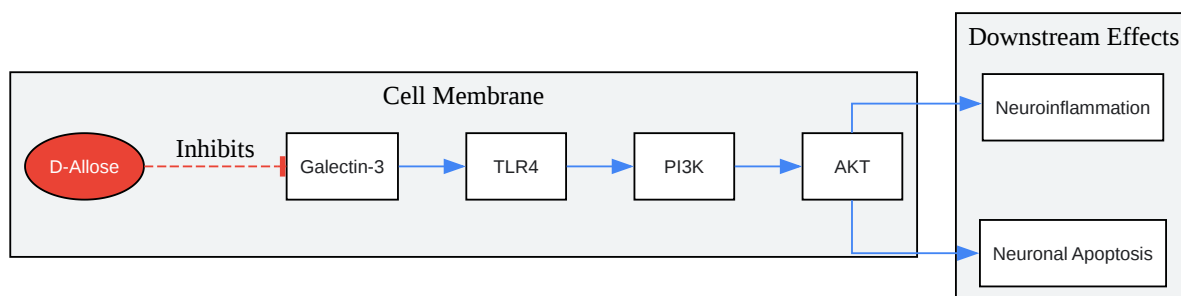 Downstream Effects
Cell Membrane
Neuroinflammation
Inhibits
D-Allose
Galectin-3
TLR4
PI3K
AKT
Neuronal Apoptosis